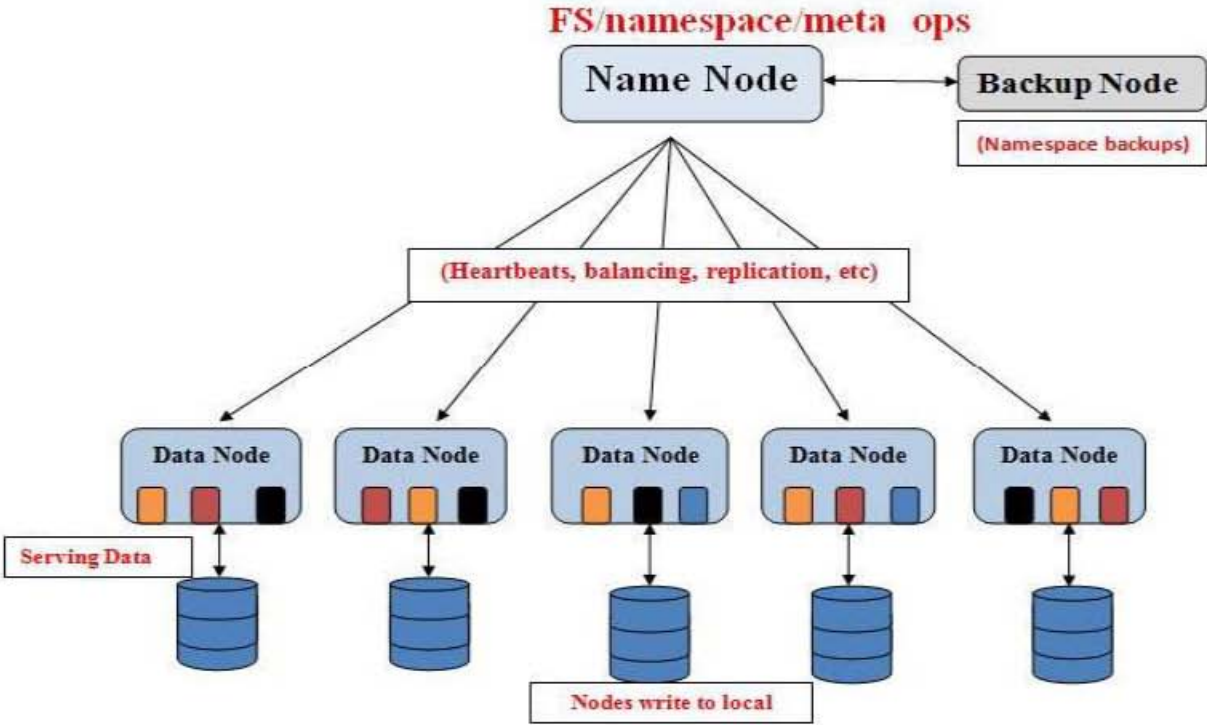 FS/namespace/meta ops
Name Node
Backup Node
(Namespace backups)
(Heartbeats, balancing, replication, etc)
Data Node
Data Node
Data Node
Data Node
Data Node
Serving Data
Nodes write to local